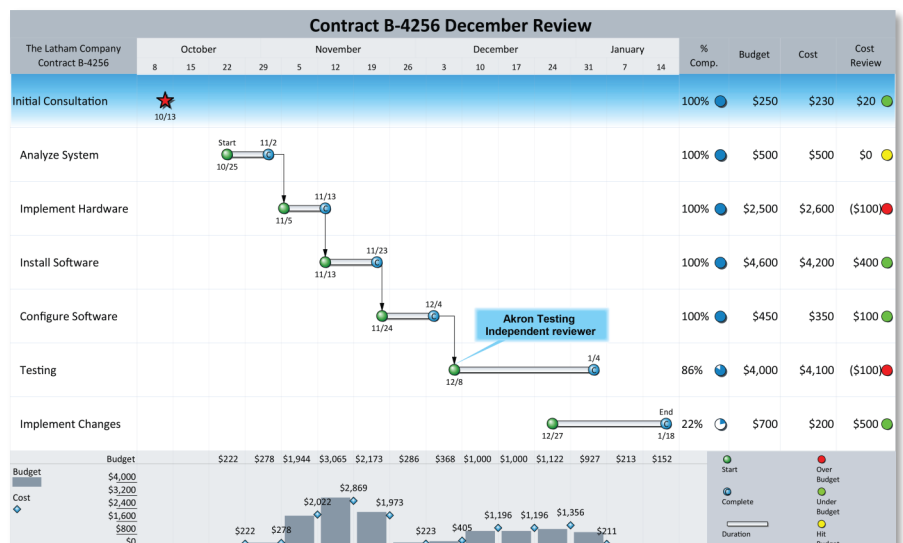 Contract B-4256 December Review
The Latham Company
Contract B-4256
October November December January
8 15 22 29 5 12 19 26 3 10 17 24 31 7 14
%
Comp.
Budget
Cost
Cost
Review
Initial Consultation
10/13
100% $250 $230 $20
Analyze System
Start 11/2
10/25
100% $500 $500 $0
Implement Hardware
11/13
11/5
100% $2,500 $2,600 ($100)
Install Software
11/23
11/13
100% $4,600 $4,200 $400
Configure Software
12/4
11/24
100% $450 $350 $100
Akron Testing
Independent reviewer
Testing
1/4
12/8
86% $4,000 $4,100 ($100)
Implement Changes
End
12/27 1/18
22% $700 $200 $500
Budget $222 $278 $1,944 $3,065 $2,173 $286 $368 $1,000 $1,000 $1,122 $927 $213 $152
Budget
Cost
$4,000
$3,200
$2,400
$1,600
$800
$0
$222 $278 $2,022 $2,869 $1,973 $223 $405 $1,196 $1,196 $1,356 $211
Start
Complete
Duration
Over
Budget
Under
Budget
Hit